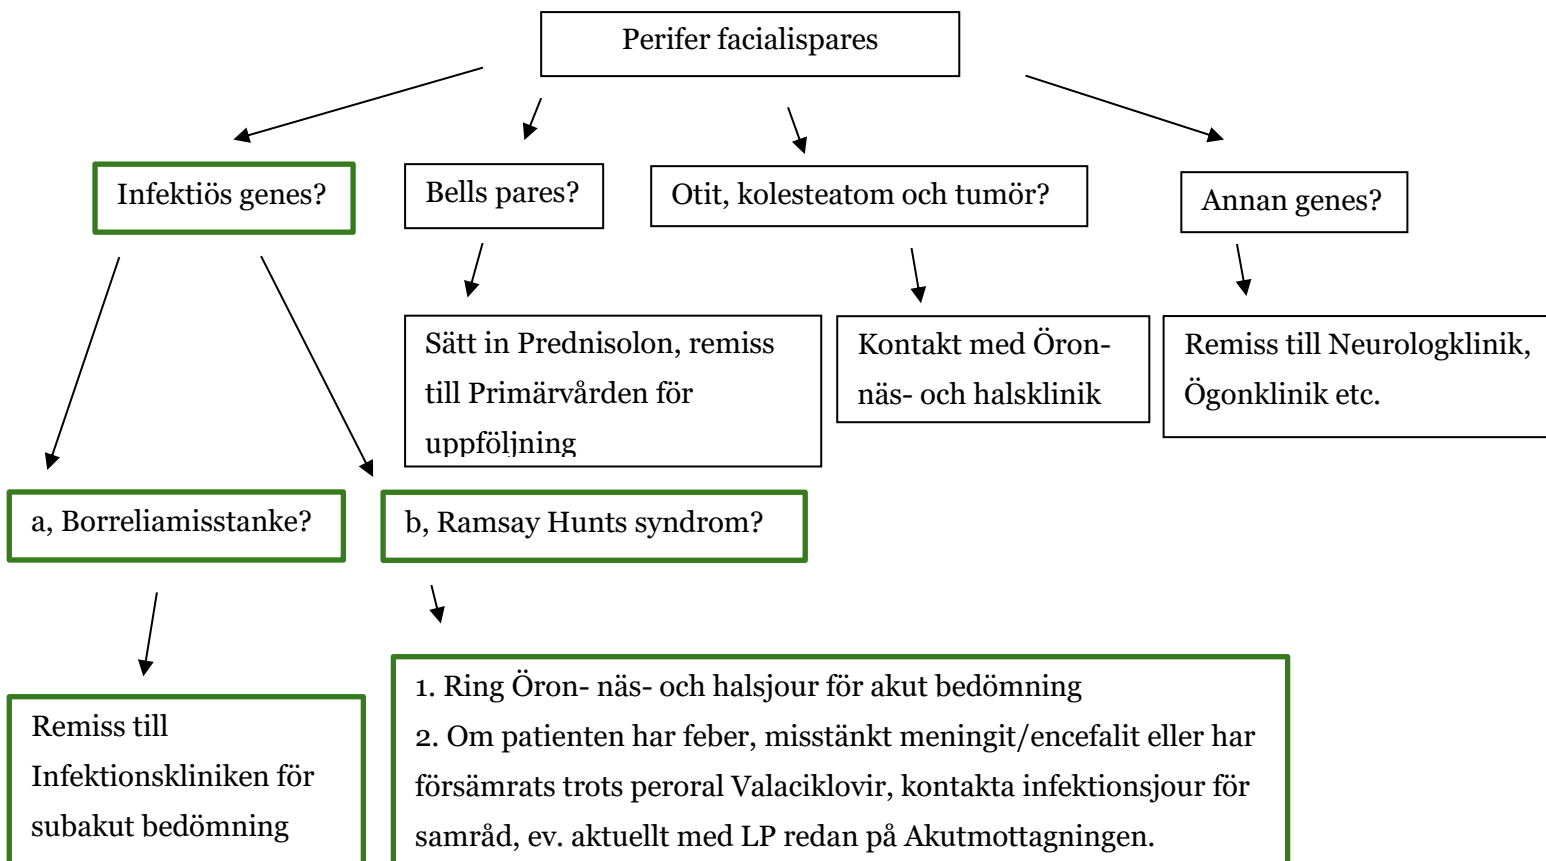 Perifer facialispares
Infektiös genes?
Bells pares?
Otit, kolesteatom och tumör?
Annan genes?
Sätt in Prednisolon, remiss
till Primärvården för
uppföljning
Kontakt med Öron-
näs- och halsklinik
Remiss till Neurologklinik,
Ögonklinik etc.
a, Borreliamisstanke?
b, Ramsay Hunts syndrom?
Remiss till
Infektionskliniken för
subakut bedömning
1. Ring Öron- näs- och halsjour för akut bedömning
2. Om patienten har feber, misstänkt meningit/encefalit eller har
försämrats trots peroral Valaciklovir, kontakta infektionsjour för
samråd, ev. aktuellt med LP redan på Akutmottagningen.